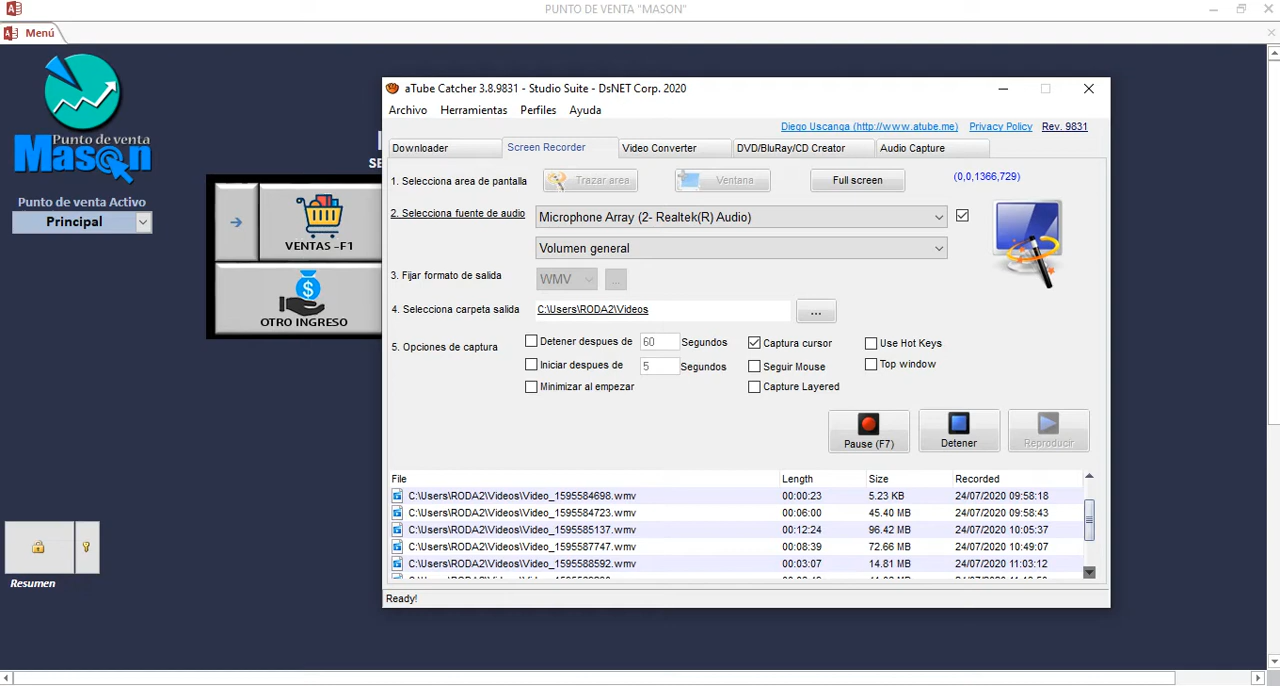 PUNTO DE VENTA "MASON"
Menú
Punto de venta
Mason
Punto de venta Activo
Principal
SE
VENTAS -F1
OTRO INGRESO
Resumen
aTube Catcher 3.8.9831 - Studio Suite - DsNET Corp. 2020
Archivo Herramientas Perfiles Ayuda
Diego Uscanga (http://www.atube.me) Privacy Policy Rev. 9831
Downloader Screen Recorder Video Converter DVD/BluRay/CD Creator Audio Capture
1. Selecciona area de pantalla Trazar area Ventana Full screen (0,0,1366,729)
2. Selecciona fuente de audio Microphone Array (2- Realtek(R) Audio)
Volumen general
3. Fijar formato de salida WMV ...
4. Selecciona carpeta salida C:\Users\RODA2\Videos ...
5. Opciones de captura
Detener despues de 60 Segundos Captura cursor Use Hot Keys
Iniciar despues de 5 Segundos Seguir Mouse Top window
Minimizar al empezar Capture Layered
Pause (F7) Detener Reproducir
File Length Size Recorded
C:\Users\RODA2\Videos\Video_1595584698.wmv 00:00:23 5.23 KB 24/07/2020 09:58:18
C:\Users\RODA2\Videos\Video_1595584723.wmv 00:06:00 45.40 MB 24/07/2020 09:58:43
C:\Users\RODA2\Videos\Video_1595585137.wmv 00:12:24 96.42 MB 24/07/2020 10:05:37
C:\Users\RODA2\Videos\Video_1595587747.wmv 00:08:39 72.66 MB 24/07/2020 10:49:07
C:\Users\RODA2\Videos\Video_1595588592.wmv 00:03:07 14.81 MB 24/07/2020 11:03:12
Ready!